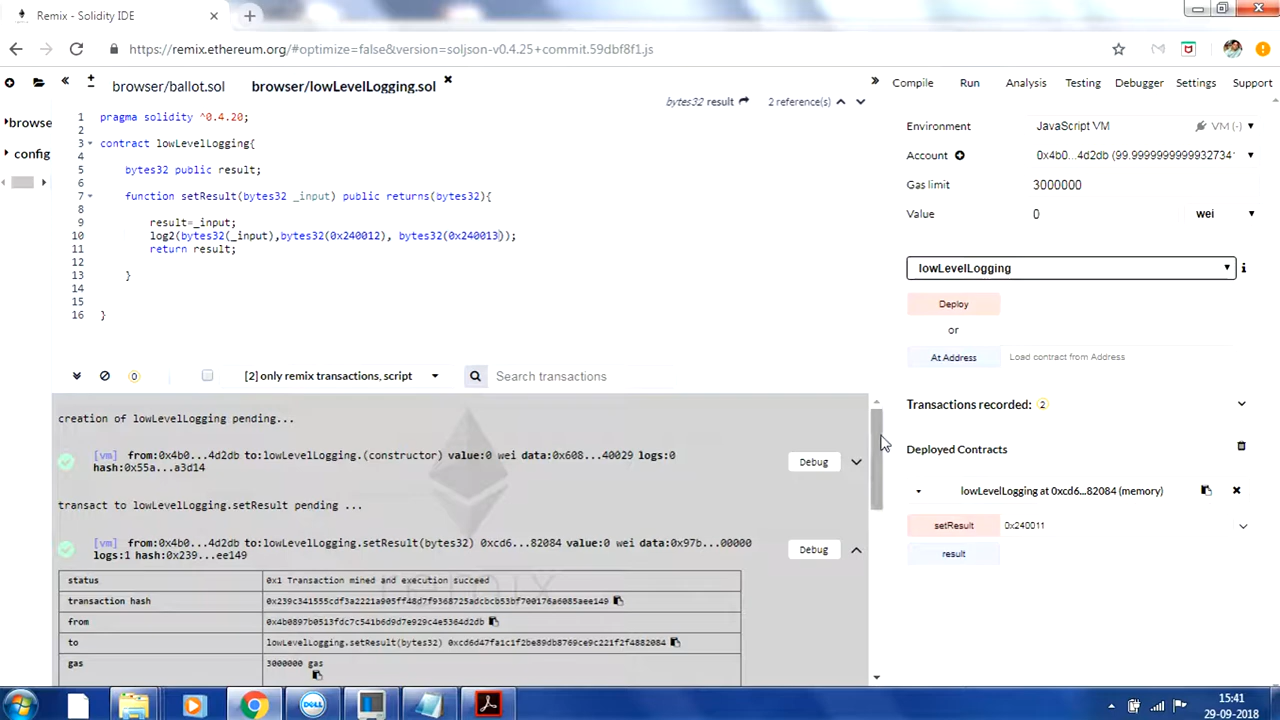 Remix - Solidity IDE
https://remix.ethereum.org/#optimize=false&version=soljson-v0.4.25+commit.59dbf8f1.js
browser/ballot.sol browser/lowLevelLogging.sol
Compile Run Analysis Testing Debugger Settings Support
bytes32 result 2 reference(s)
browse
config
1 pragma solidity ^0.4.20;
2
3 contract lowLevelLogging{
4
5 bytes32 public result;
6
7 function setResult(bytes32 _input) public returns(bytes32){
8
9 result=_input;
10 log2(bytes32(_input),bytes32(0x240012), bytes32(0x240013));
11 return result;
12
13 }
14
15
16 }
Environment JavaScript VM VM (-)
Account 0x4b0...4d2db (99.9999999999932734
Gas limit 3000000
Value 0 wei
lowLevelLogging
Deploy
or
At Address Load contract from Address
Transactions recorded: 2
Deployed Contracts
lowLevelLogging at 0xcd6...82084 (memory)
setResult 0x240011
result
0 [2] only remix transactions, script Search transactions
creation of lowLevelLogging pending...
[vm] from:0x4b0...4d2db to:lowLevelLogging.(constructor) value:0 wei data:0x608...40029 logs:0
hash:0x55a...a3d14
Debug
transact to lowLevelLogging.setResult pending ...
[vm] from:0x4b0...4d2db to:lowLevelLogging.setResult(bytes32) 0xcd6...82084 value:0 wei data:0x97b...00000
logs:1 hash:0x239...ee149
Debug
status 0x1 Transaction mined and execution succeed
transaction hash 0x239c341555cdf3a2221a905ff48d7f9368725adcbcb53bf700176a6085aee149
from 0x4b0897b0513fdc7c541b6d9d7e929c4e5364d2db
to lowLevelLogging.setResult(bytes32) 0xcd6d47fa1c1f2be89db8769ce9c221f2f4882084
gas 3000000 gas
remix
DELL
15:41
29-09-2018